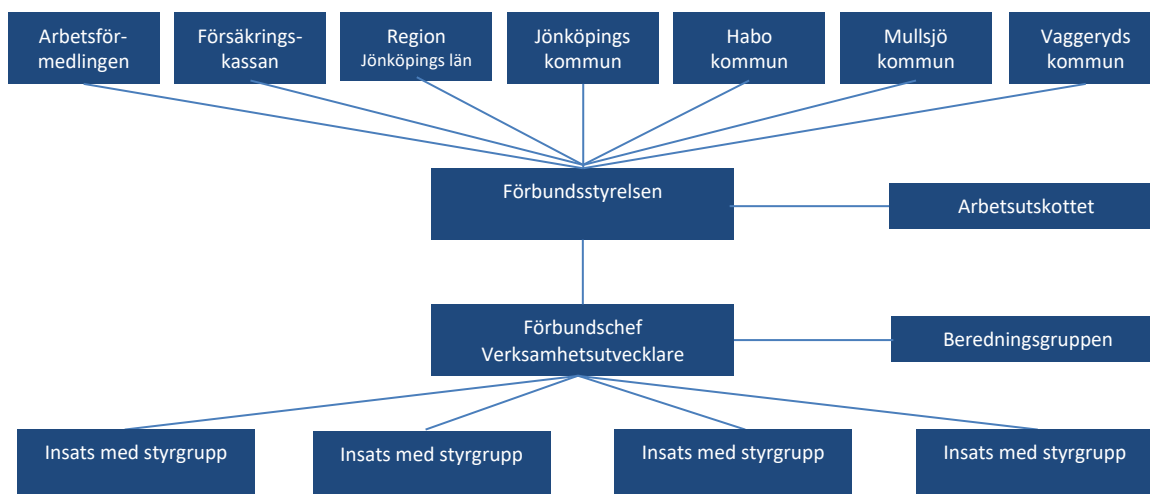 Arbetsför-
medlingen
Försäkrings-
kassan
Region
Jönköpings län
Jönköpings
kommun
Habo
kommun
Mullsjö
kommun
Vaggeryds
kommun
Förbundsstyrelsen
Arbetsutskottet
Förbundschef
Verksamhetsutvecklare
Beredningsgruppen
Insats med styrgrupp
Insats med styrgrupp
Insats med styrgrupp
Insats med styrgrupp